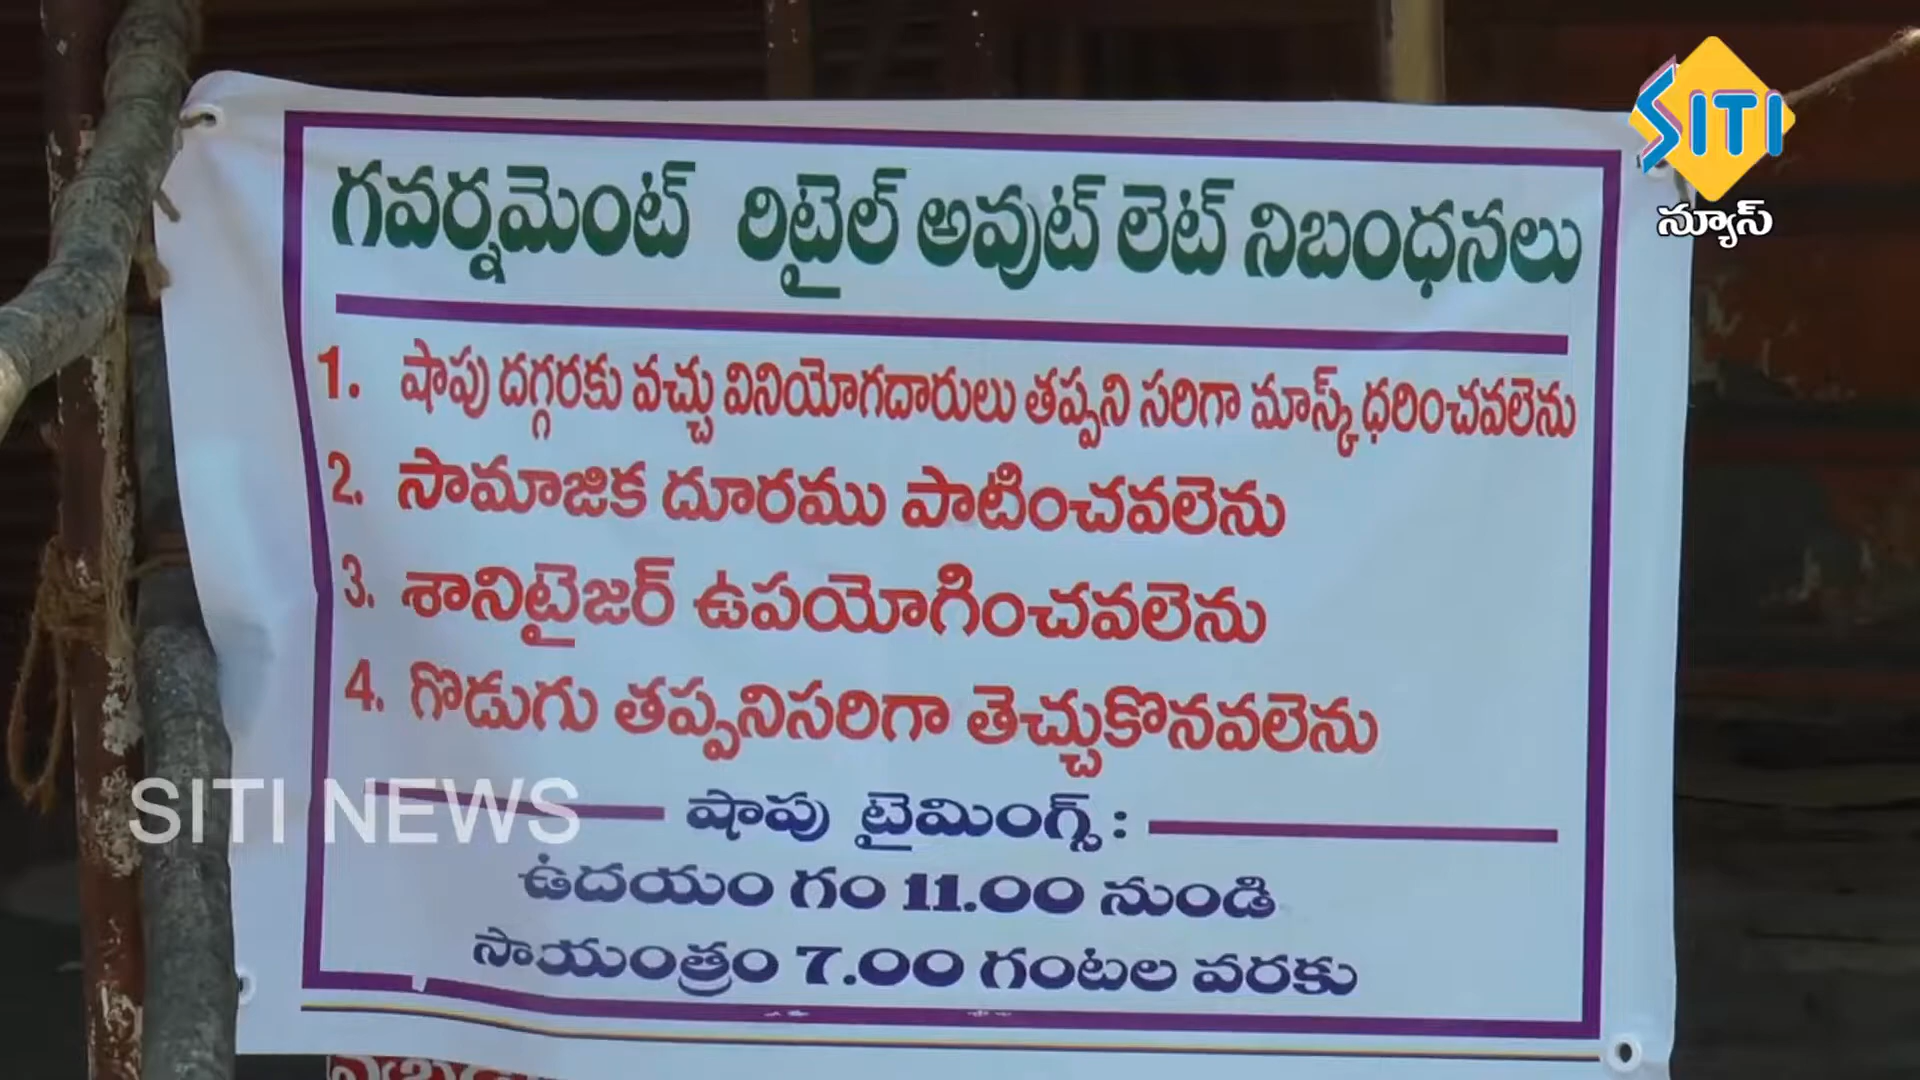 SITI
న్యూస్
గవర్నమెంట్ రిటైల్ అవుట్ లెట్ నిబంధనలు
1. షాపు దగ్గరకు వచ్చు వినియోగదారులు తప్పని సరిగా మాస్క్ ధరించవలెను
2. సామాజిక దూరము పాటించవలెను
3. శానిటైజర్ ఉపయోగించవలెను
4. గొడుగు తప్పనిసరిగా తెచ్చుకొనవలెను
SITI NEWS
షాపు టైమింగ్స్ :
ఉదయం గం 11.00 నుండి
సాయంత్రం 7.00 గంటల వరకు